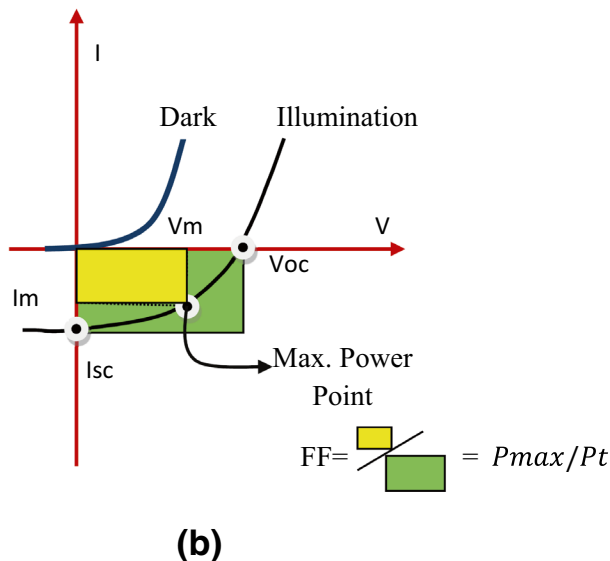 I
Dark Illumination
Vm V
Voc
Im
Isc
Max. Power
Point
FF= / = Pmax/Pt
(b)